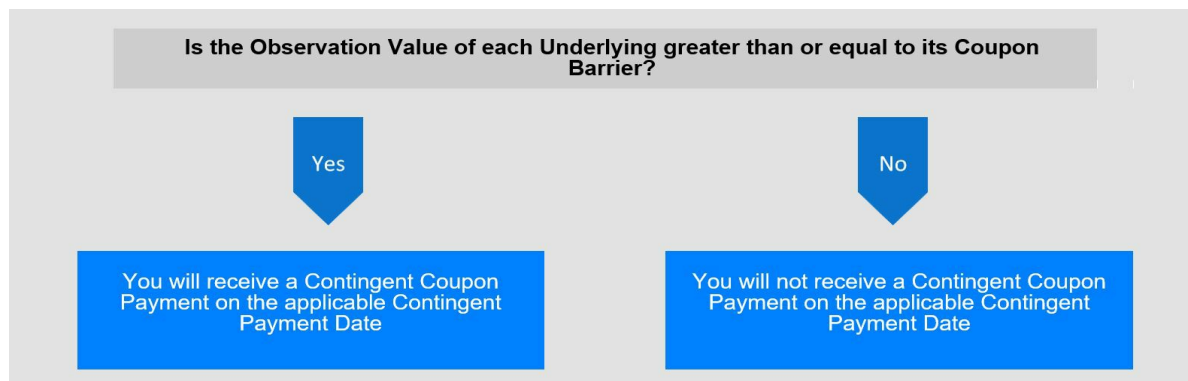 Is the Observation Value of each Underlying greater than or equal to its Coupon
Barrier?
Yes
No
You will receive a Contingent Coupon
Payment on the applicable Contingent
Payment Date
You will not receive a Contingent Coupon
Payment on the applicable Contingent
Payment Date